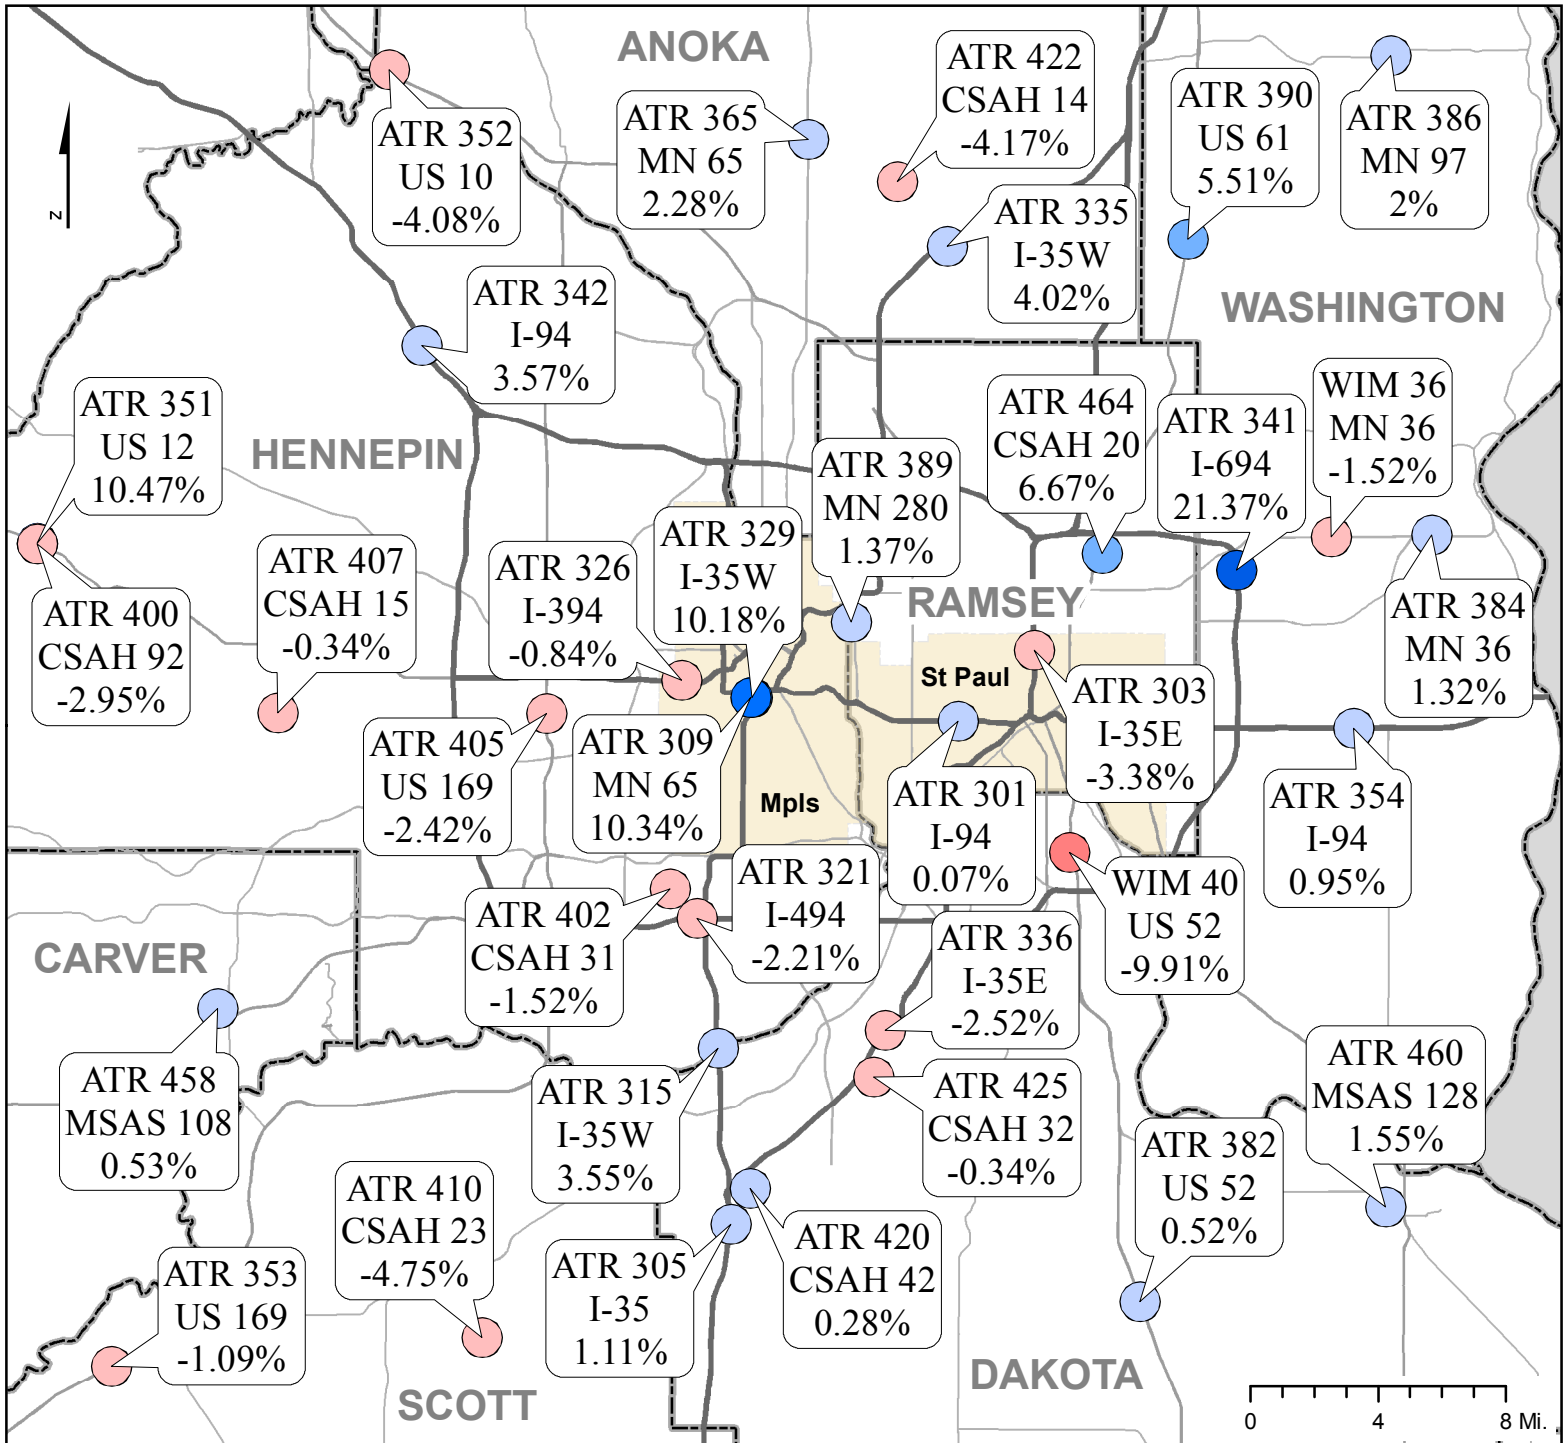 ANOKA
ATR 422
CSAH 14
-4.17%
ATR 390
US 61
5.51%
ATR 386
MN 97
2%
ATR 352
US 10
-4.08%
ATR 365
MN 65
2.28%
z
ATR 335
I-35W
4.02%
ATR 342
I-94
3.57%
WASHINGTON
ATR 351
US 12
10.47%
HENNEPIN
ATR 464
CSAH 20
6.67%
ATR 341
I-694
21.37%
WIM 36
MN 36
-1.52%
ATR 389
MN 280
1.37%
ATR 329
I-35W
10.18%
ATR 326
I-394
-0.84%
ATR 407
CSAH 15
-0.34%
ATR 400
CSAH 92
-2.95%
RAMSEY
ATR 384
MN 36
1.32%
St Paul
ATR 303
I-35E
-3.38%
ATR 405
US 169
-2.42%
ATR 309
MN 65
10.34%
Mpls
ATR 301
I-94
0.07%
ATR 354
I-94
0.95%
ATR 321
I-494
-2.21%
WIM 40
US 52
-9.91%
ATR 402
CSAH 31
-1.52%
CARVER
ATR 336
I-35E
-2.52%
ATR 458
MSAS 108
0.53%
ATR 315
I-35W
3.55%
ATR 425
CSAH 32
-0.34%
ATR 460
MSAS 128
1.55%
ATR 382
US 52
0.52%
ATR 410
CSAH 23
-4.75%
ATR 353
US 169
-1.09%
ATR 305
I-35
1.11%
ATR 420
CSAH 42
0.28%
SCOTT
DAKOTA
0 4 8 Mi.